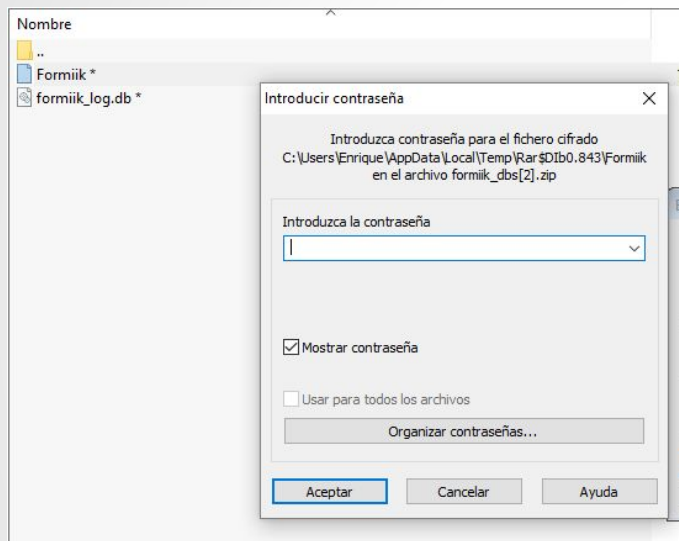 Nombre
..
Formiik *
formiik_log.db *
Introducir contraseña
Introduzca contraseña para el fichero cifrado
C:\Users\Enrique\AppData\Local\Temp\Rar$DIb0.843\Formiik
en el archivo formiik_dbs[2].zip
Introduzca la contraseña
Mostrar contraseña
Usar para todos los archivos
Organizar contraseñas...
Aceptar
Cancelar
Ayuda